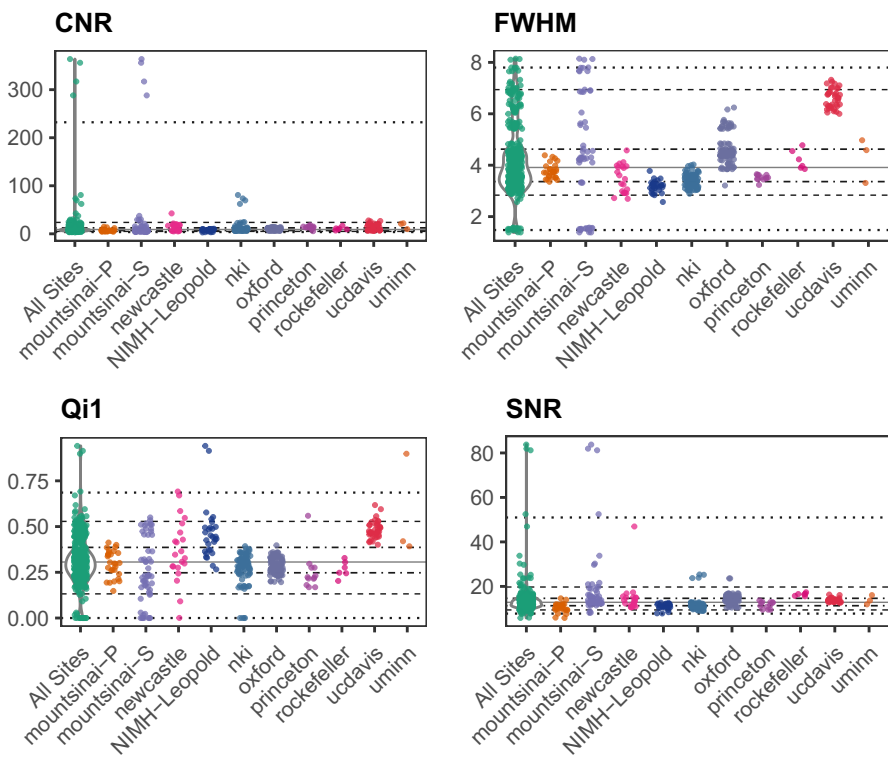 CNR
300
200
100
0
All Sites
mountsinai−P
mountsinai−S
newcastle
NIMH−Leopold
nki
oxford
princeton
rockefeller
ucdavis
uminn
FWHM
8
6
4
2
All Sites
mountsinai−P
mountsinai−S
newcastle
NIMH−Leopold
nki
oxford
princeton
rockefeller
ucdavis
uminn
Qi1
0.75
0.50
0.25
0.00
All Sites
mountsinai−P
mountsinai−S
newcastle
NIMH−Leopold
nki
oxford
princeton
rockefeller
ucdavis
uminn
SNR
80
60
40
20
All Sites
mountsinai−P
mountsinai−S
newcastle
NIMH−Leopold
nki
oxford
princeton
rockefeller
ucdavis
uminn